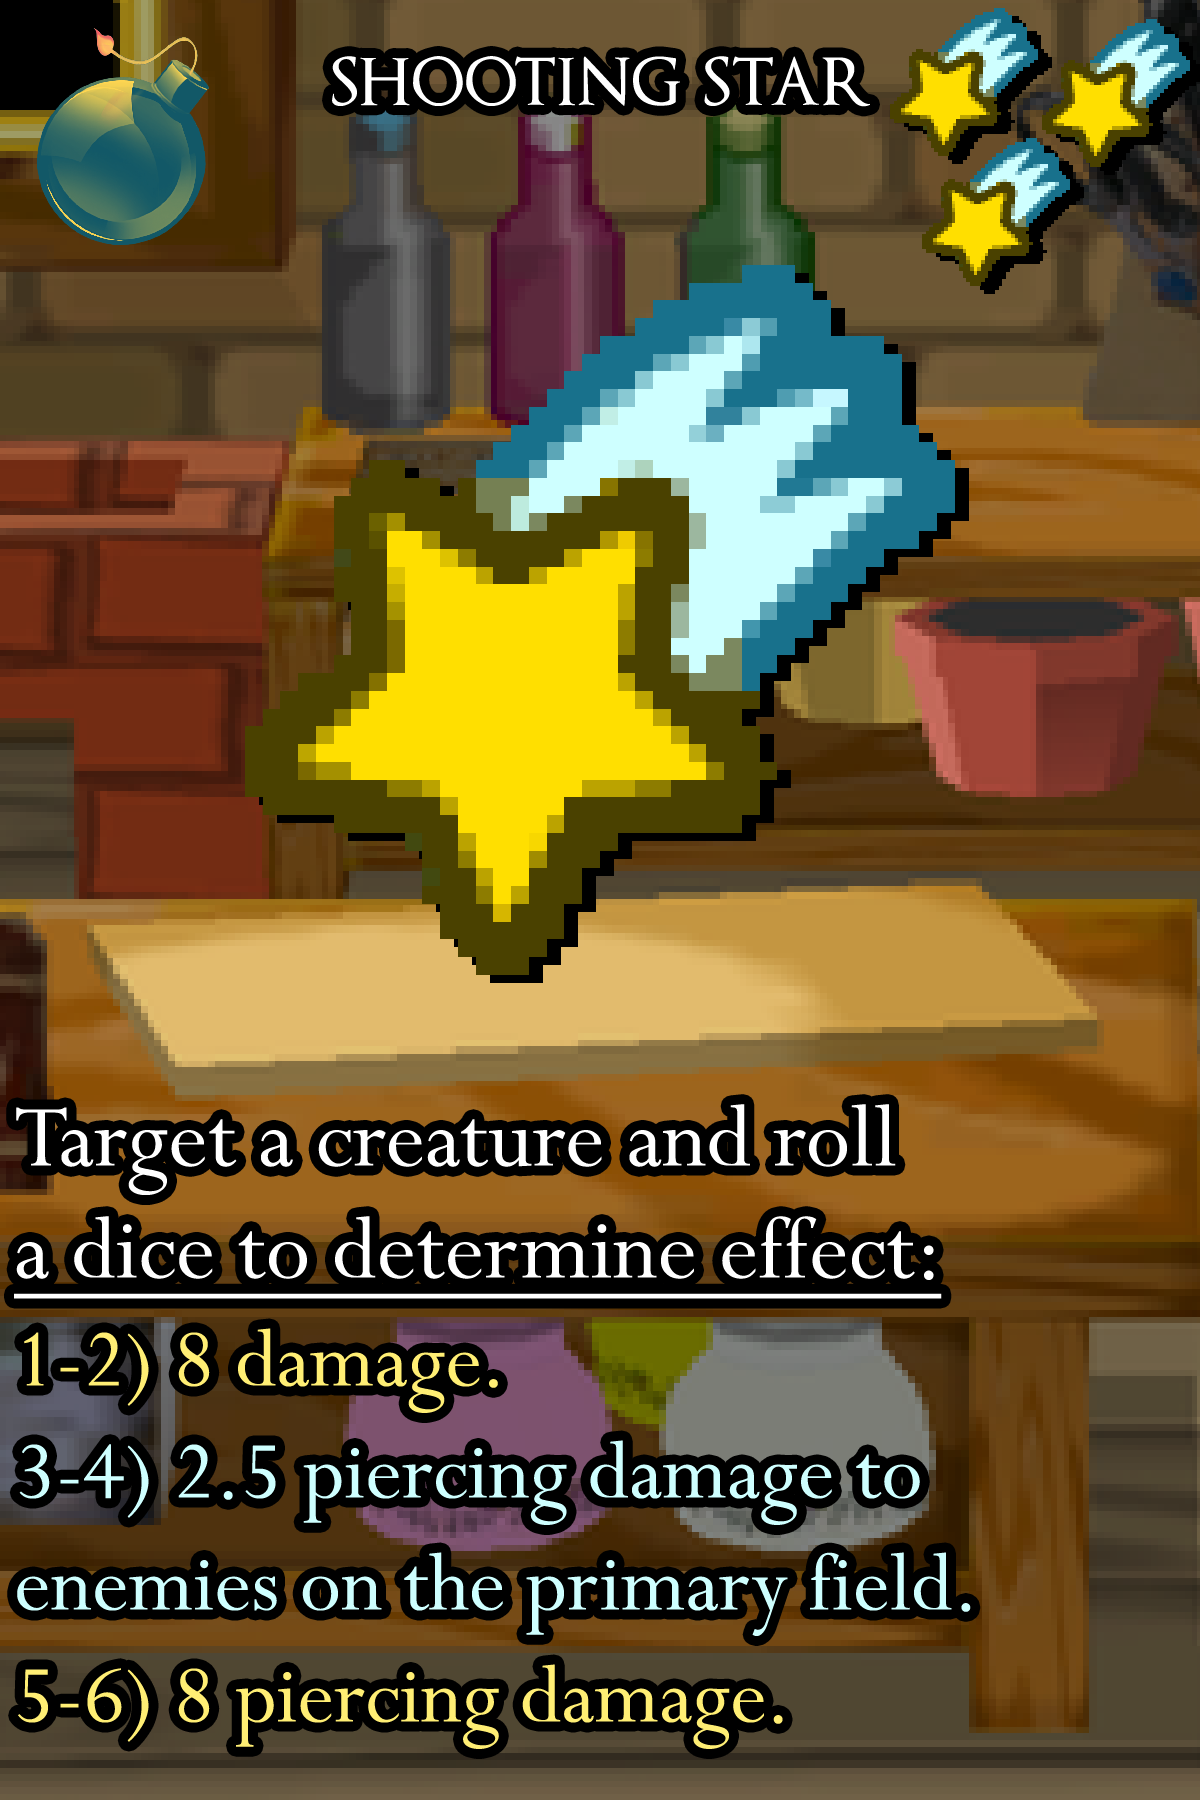 SHOOTING STAR
Target a creature and roll
a dice to determine effect:
1-2) 8 damage.
3-4) 2.5 piercing damage to
enemies on the primary field.
5-6) 8 piercing damage.